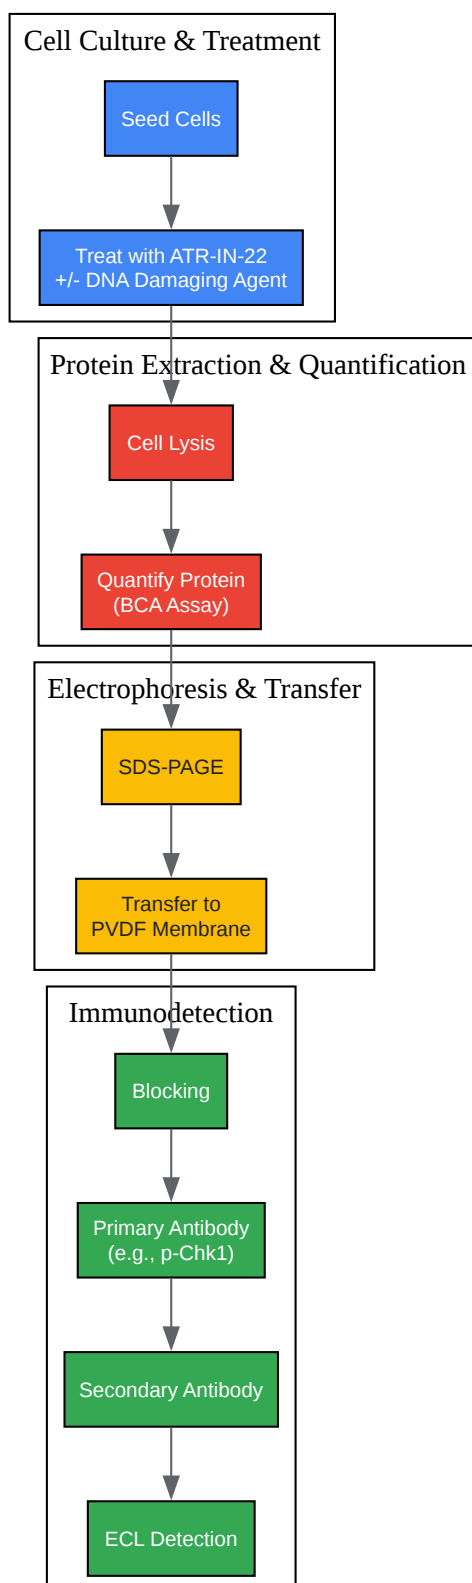 Cell Culture & Treatment
Seed Cells
Treat with ATR-IN-22
+/- DNA Damaging Agent
Protein Extraction & Quantification
Cell Lysis
Quantify Protein
(BCA Assay)
Electrophoresis & Transfer
SDS-PAGE
Transfer to
PVDF Membrane
Immunodetection
Blocking
Primary Antibody
(e.g., p-Chk1)
Secondary Antibody
ECL Detection